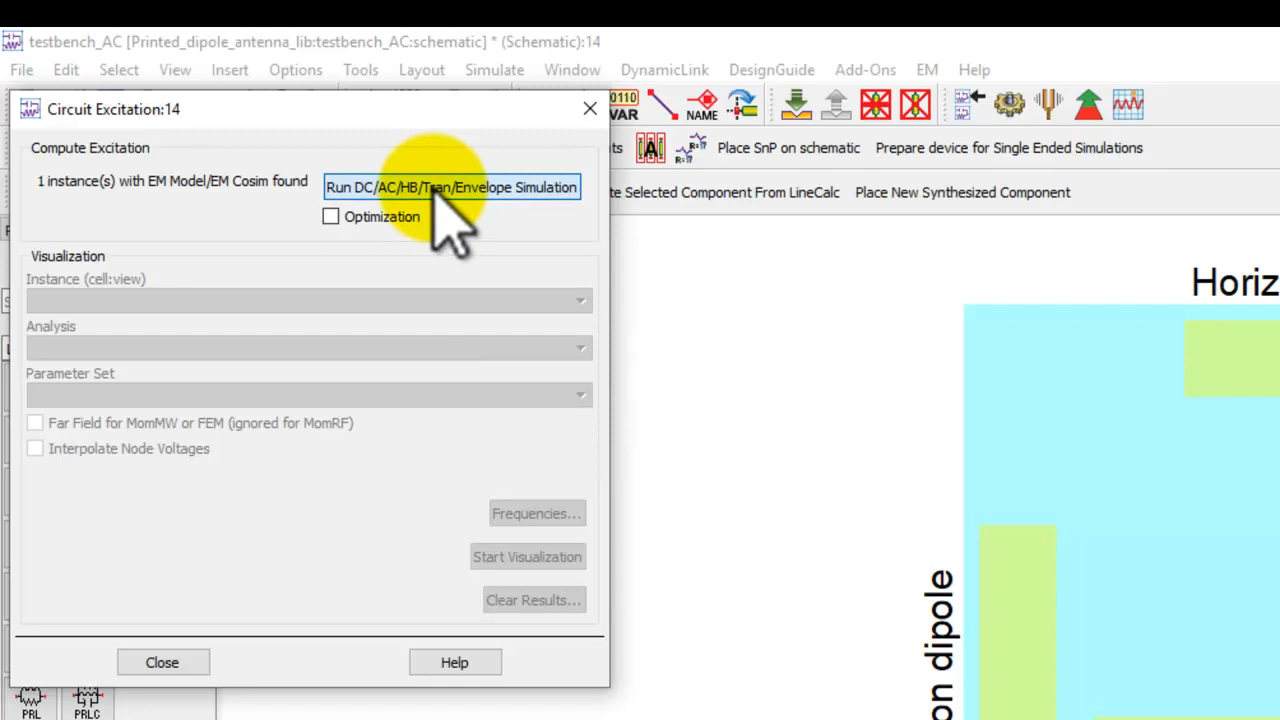 testbench_AC [Printed_dipole_antenna_lib:testbench_AC:schematic] * (Schematic):14
File Edit Select View Insert Options Tools Layout Simulate Window DynamicLink DesignGuide Add-Ons EM Help
Circuit Excitation:14
0110
VAR
NAME
Compute Excitation
1 instance(s) with EM Model/EM Cosim found
Run DC/AC/HB/Tran/Envelope Simulation
Optimization
Place SnP on schematic Prepare device for Single Ended Simulations
te Selected Component From LineCalc Place New Synthesized Component
Visualization
Instance (cell:view)
Analysis
Parameter Set
Far Field for MomMW or FEM (ignored for MomRF)
Interpolate Node Voltages
Frequencies...
Start Visualization
Clear Results...
Close
Help
PRL
PRLC
Horiz
on dipole